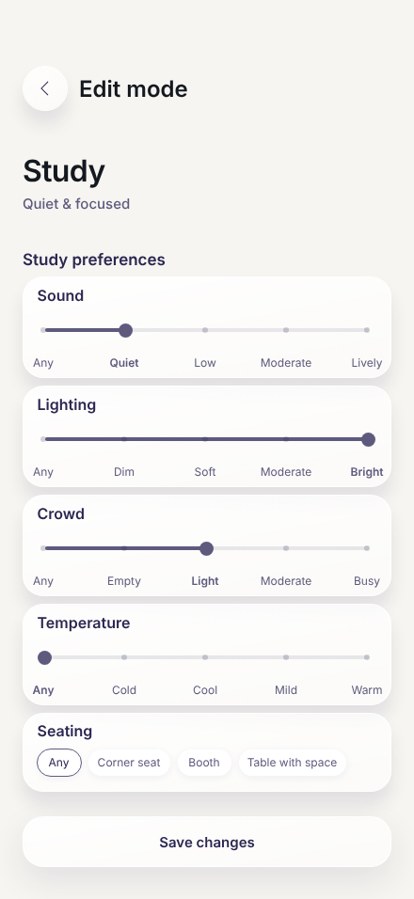 Edit mode
Study
Quiet & focused
Study preferences
Sound
Any Quiet Low Moderate Lively
Lighting
Any Dim Soft Moderate Bright
Crowd
Any Empty Light Moderate Busy
Temperature
Any Cold Cool Mild Warm
Seating
Any Corner seat Booth Table with space
Save changes